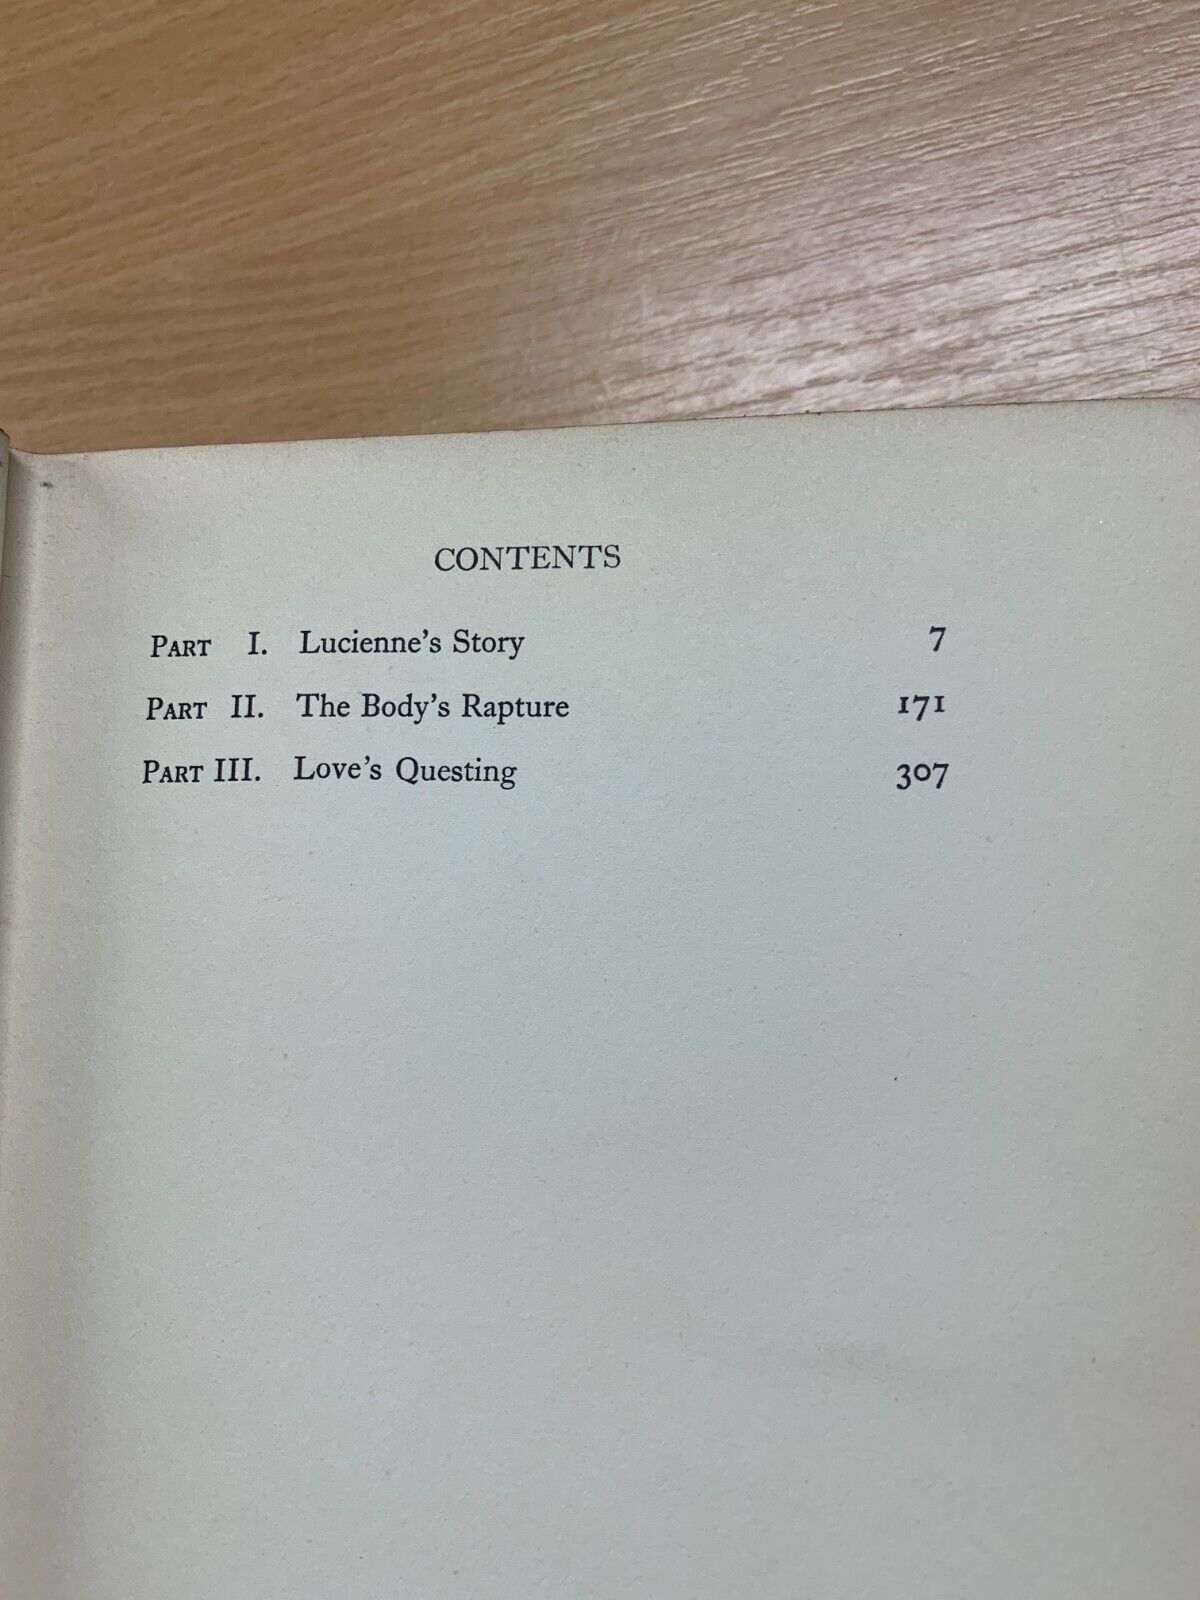 CONTENTS
PART I. Lucienne's Story 7
PART II. The Body's Rapture 171
PART III. Love's Questing 307